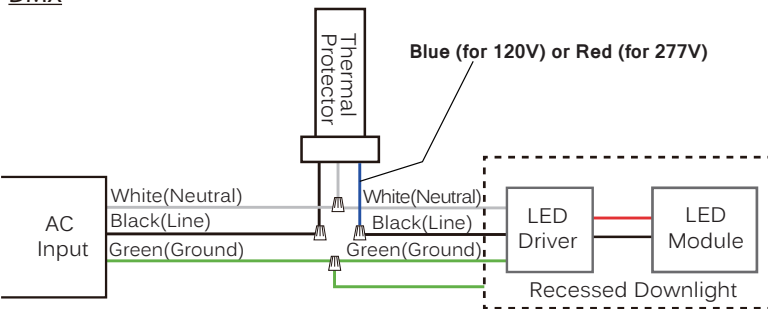 DMX
Thermal
Protector
Blue (for 120V) or Red (for 277V)
White(Neutral)
White(Neutral)
Black(Line)
Black(Line)
Green(Ground)
Green(Ground)
AC
Input
LED
Driver
LED
Module
Recessed Downlight